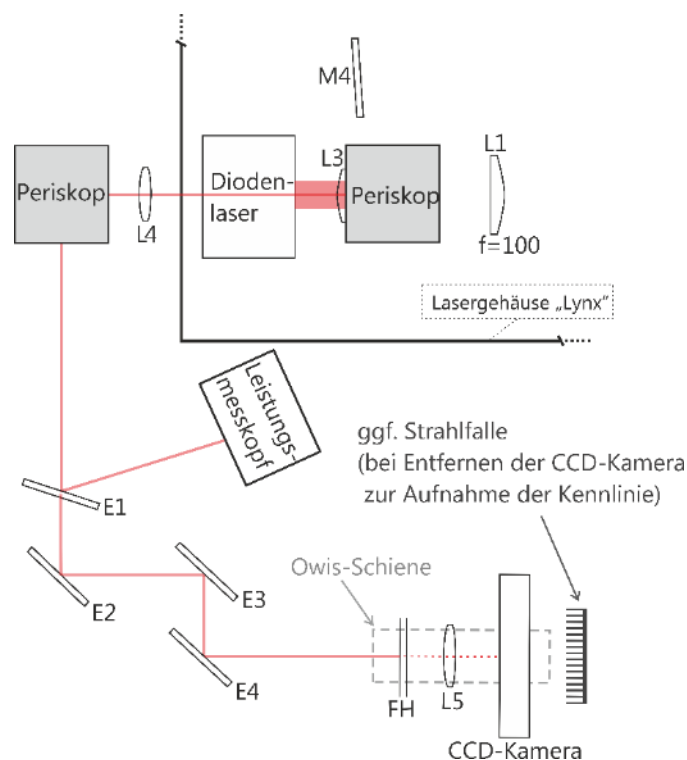 M4
L1
L3
Periskop
Dioden-
laser
Periskop
L4
f=100
Lasergehäuse „Lynx"
Leistungs-
messkopf
ggf. Strahlfalle
(bei Entfernen der CCD-Kamera
zur Aufnahme der Kennlinie)
E1
Owis-Schiene
E2
E3
E4
FH
L5
CCD-Kamera